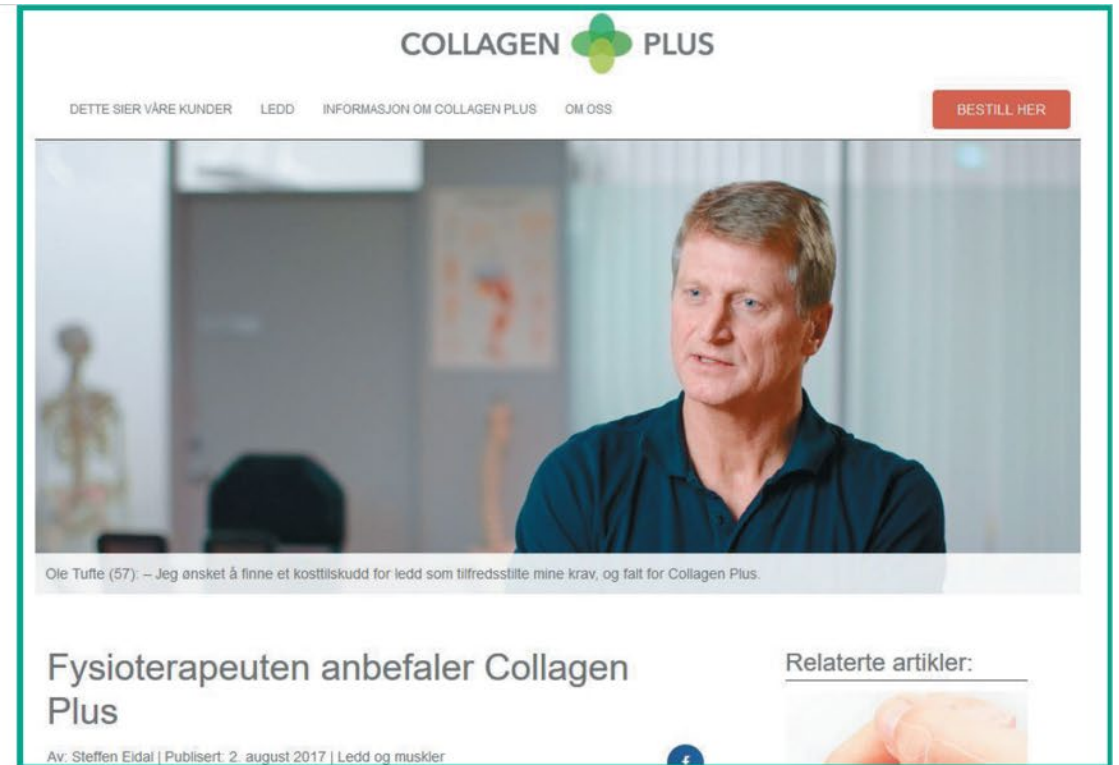 COLLAGEN PLUS
DETTE SIER VÅRE KUNDER LEDD INFORMASJON OM COLLAGEN PLUS OM OSS BESTILL HER
Ole Tufte (57): – Jeg ønsket å finne et kosttilskudd for ledd som tilfredsstilte mine krav, og falt for Collagen Plus.
Fysioterapeuten anbefaler Collagen
Plus
Av: Steffen Eidal | Publisert: 2. august 2017 | Ledd og muskler
Relaterte artikler: